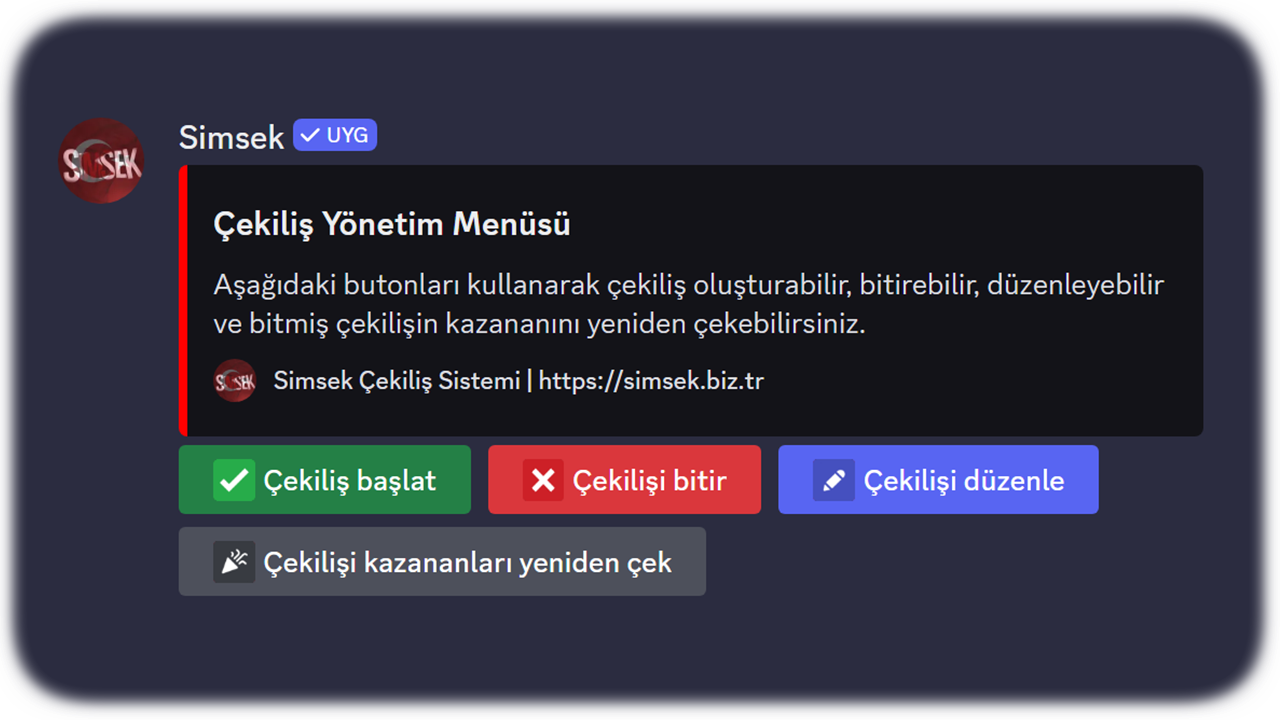 Simsek UYG
SIMSEK
Çekiliş Yönetim Menüsü
Aşağıdaki butonları kullanarak çekiliş oluşturabilir, bitirebilir, düzenleyebilir
ve bitmiş çekilişin kazananını yeniden çekebilirsiniz.
SIMSEK Simsek Çekiliş Sistemi | https://simsek.biz.tr
Çekiliş başlat Çekilişi bitir Çekilişi düzenle
Çekilişi kazananları yeniden çek